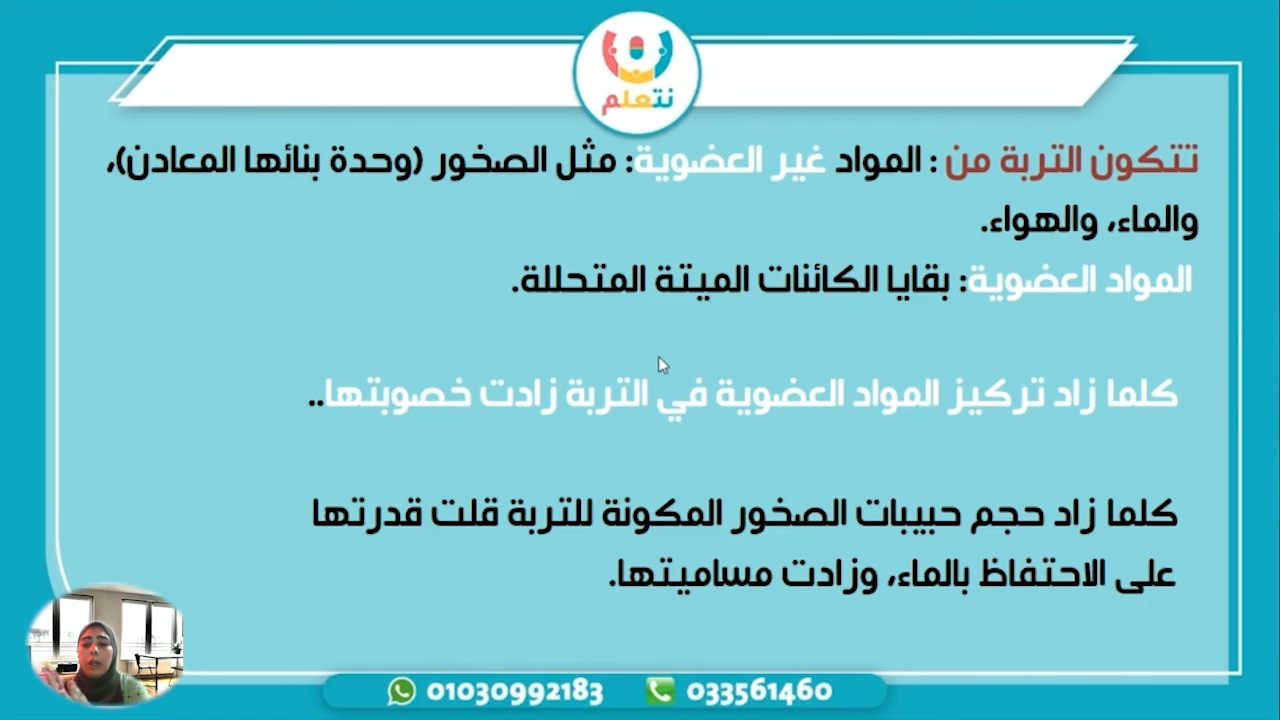 نتعلم
تتكون التربة من : المواد غير العضوية: مثل الصخور (وحدة بنائها المعادن)،
والماء، والهواء.
المواد العضوية: بقايا الكائنات الميتة المتحللة.
كلما زاد تركيز المواد العضوية في التربة زادت خصوبتها..
كلما زاد حجم حبيبات الصخور المكونة للتربة قلت قدرتها
على الاحتفاظ بالماء، وزادت مساميتها.
01030992183 033561460